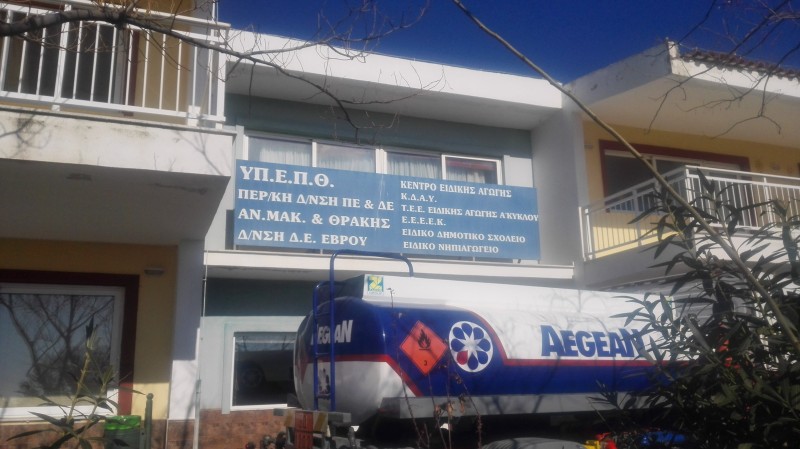 ΥΠ.Ε.Π.Θ.
ΠΕΡ/ΚΗ Δ/ΝΣΗ ΠΕ & ΔΕ
ΑΝ.ΜΑΚ. & ΘΡΑΚΗΣ
Δ/ΝΣΗ Δ.Ε. ΕΒΡΟΥ
ΚΕΝΤΡΟ ΕΙΔΙΚΗΣ ΑΓΩΓΗΣ
Κ.Δ.Α.Υ.
Τ.Ε.Ε. ΕΙΔΙΚΗΣ ΑΓΩΓΗΣ Α'ΚΥΚΛΟΥ
Ε.Ε.Ε.Ε.Κ.
ΕΙΔΙΚΟ ΔΗΜΟΤΙΚΟ ΣΧΟΛΕΙΟ
ΕΙΔΙΚΟ ΝΗΠΙΑΓΩΓΕΙΟ
AEGEAN
3
AEGEAN